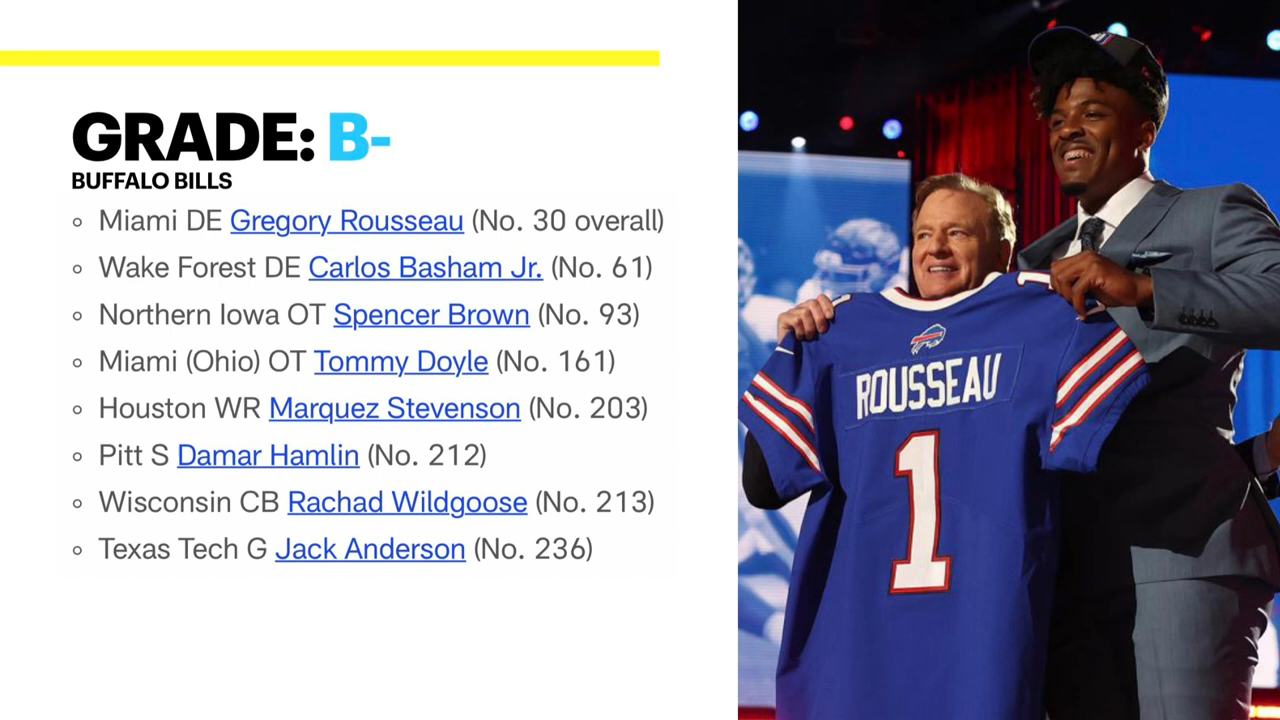 GRADE: B-
BUFFALO BILLS
Miami DE Gregory Rousseau (No. 30 overall)
Wake Forest DE Carlos Basham Jr. (No. 61)
Northern Iowa OT Spencer Brown (No. 93)
Miami (Ohio) OT Tommy Doyle (No. 161)
Houston WR Marquez Stevenson (No. 203)
Pitt S Damar Hamlin (No. 212)
Wisconsin CB Rachad Wildgoose (No. 213)
Texas Tech G Jack Anderson (No. 236)
1
ROUSSEAU
1